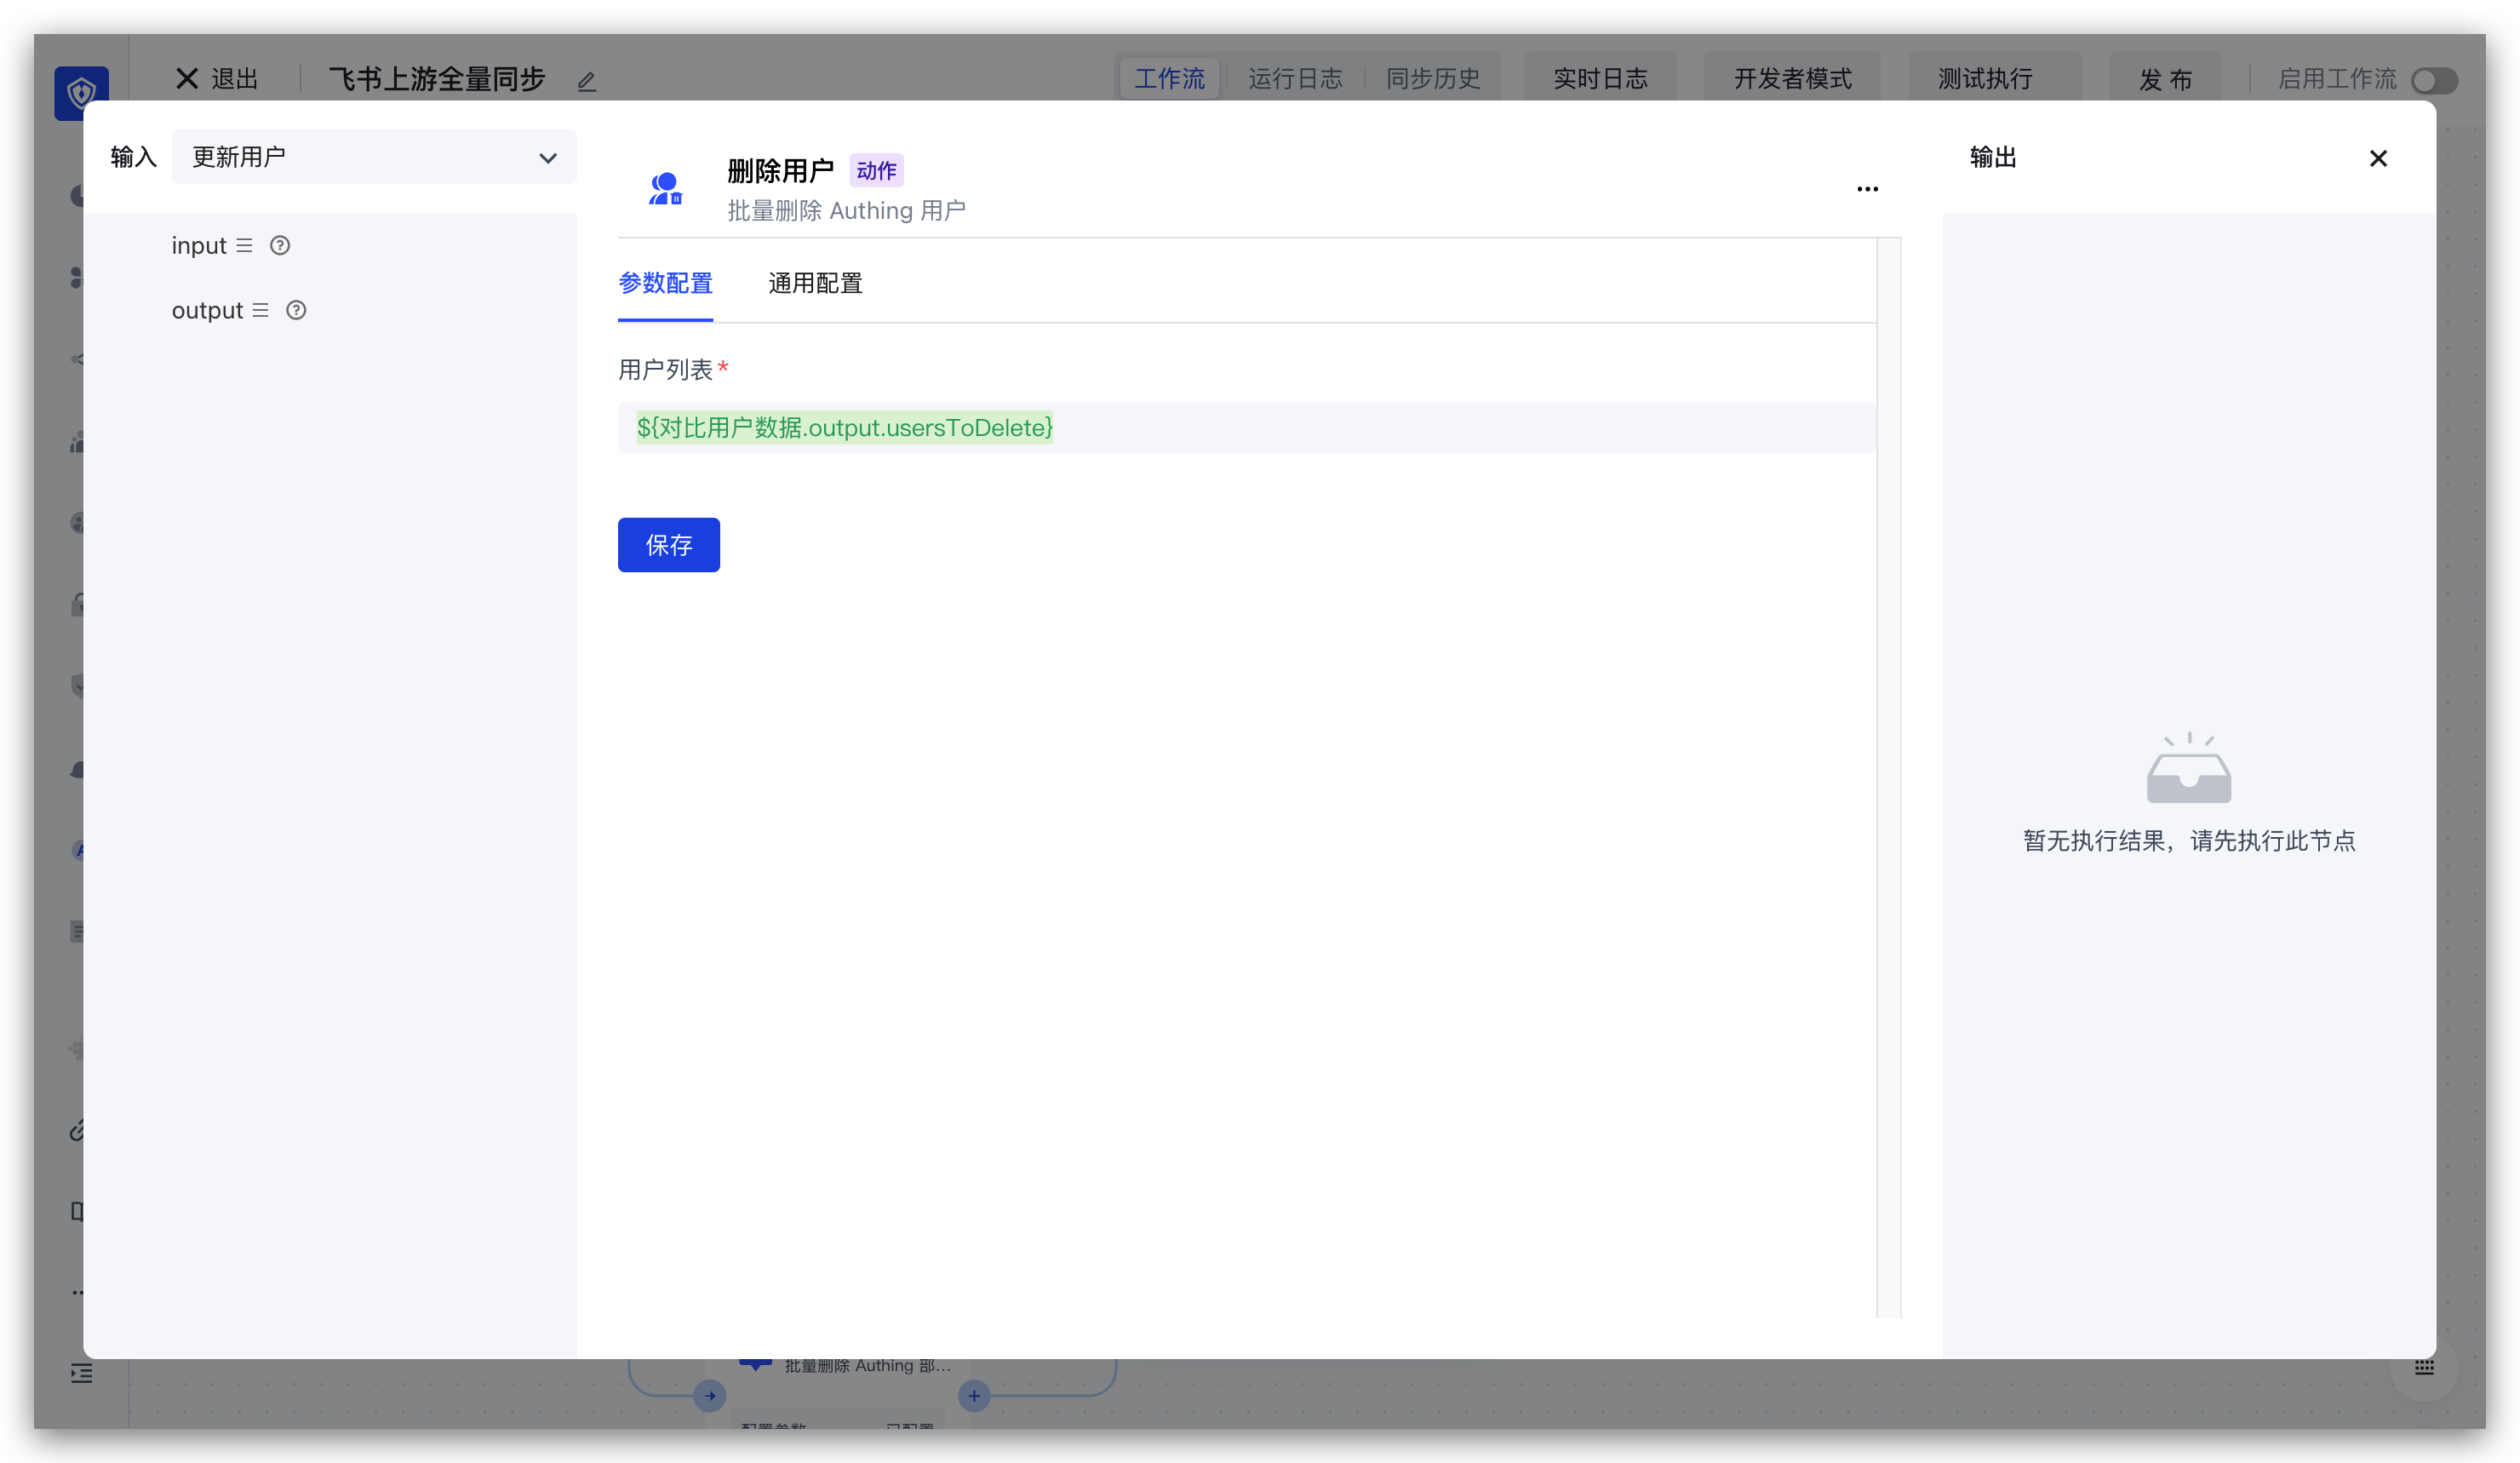 退出
飞书上游全量同步
工作流
运行日志
同步历史
实时日志
开发者模式
测试执行
发 布
启用工作流
输入
更新用户
input
output
删除用户
动作
批量删除 Authing 用户
参数配置
通用配置
用户列表*
${对比用户数据.output.usersToDelete}
保存
输出
暂无执行结果，请先执行此节点
批量删除 Authing 部...
配置参数
已配置